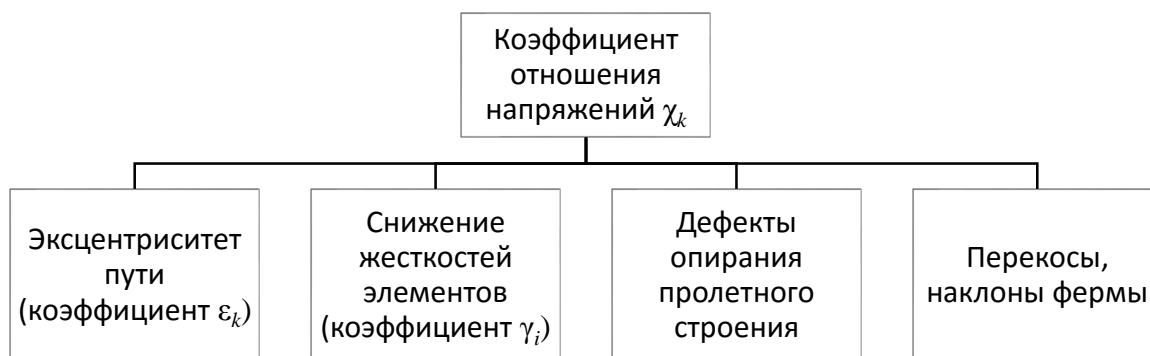 Коэффициент
отношения
напряжений χk
Эксцентриситет
пути
(коэффициент εk)
Снижение
жесткостей
элементов
(коэффициент γi)
Дефекты
опирания
пролетного
строения
Перекосы,
наклоны фермы